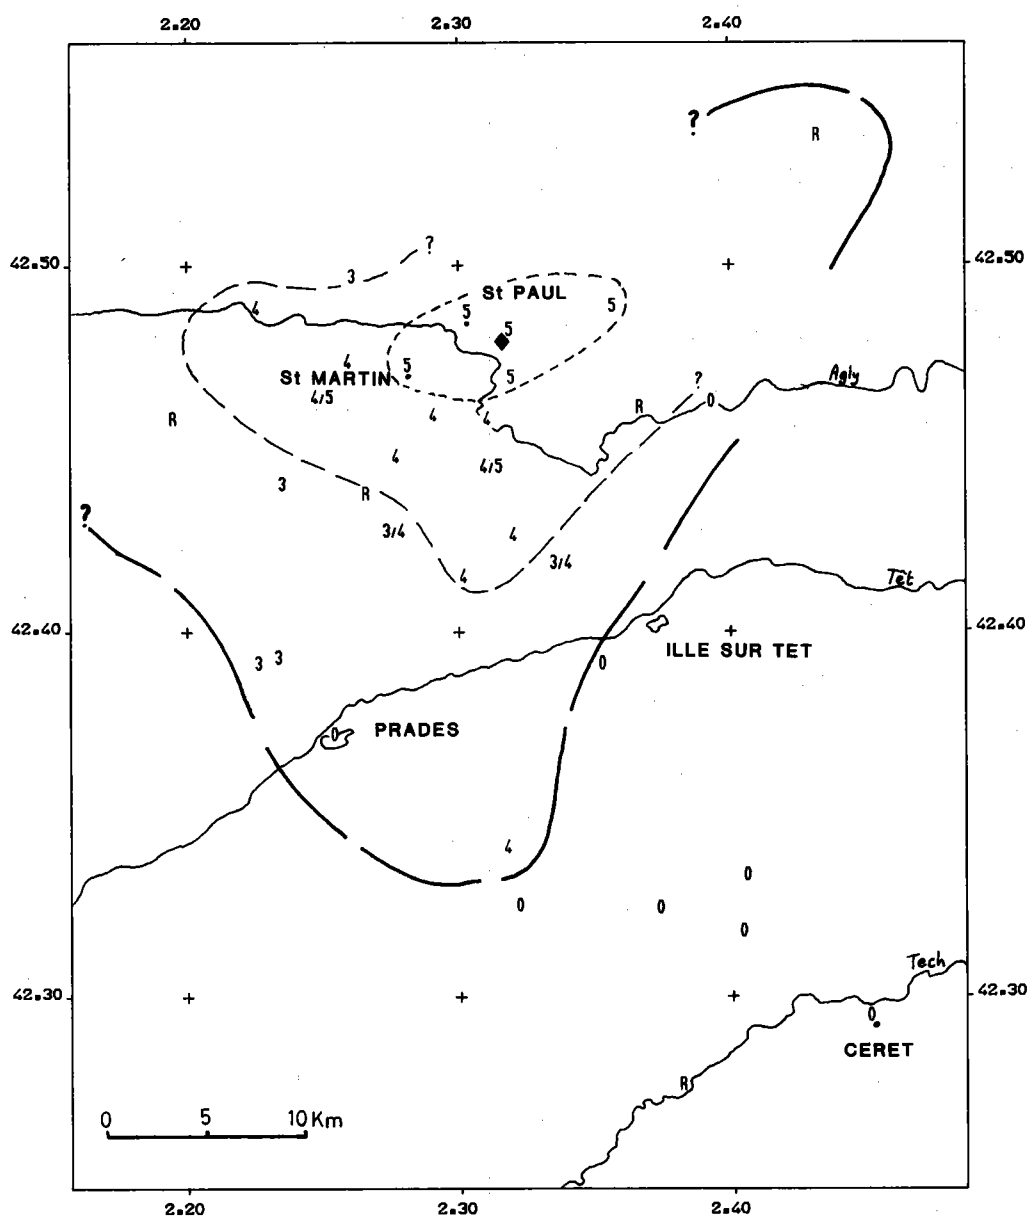 2.20 2.30 2.40
?
R
?
42.50 42.50
3
St PAUL
4 5 5
5
4 5
St MARTIN 5 ? Agly
4/5 R 0
R 4 4
4 4/5
3 R
3/4 4
3/4
4
?
Têt
42.40 42.40
ILLE SUR TET
3 3 0
0 PRADES
4
0
0 0
0
Tech
42.30 42.30
0
CERET
R
0 5 10 Km
2.20 2.30 2.40